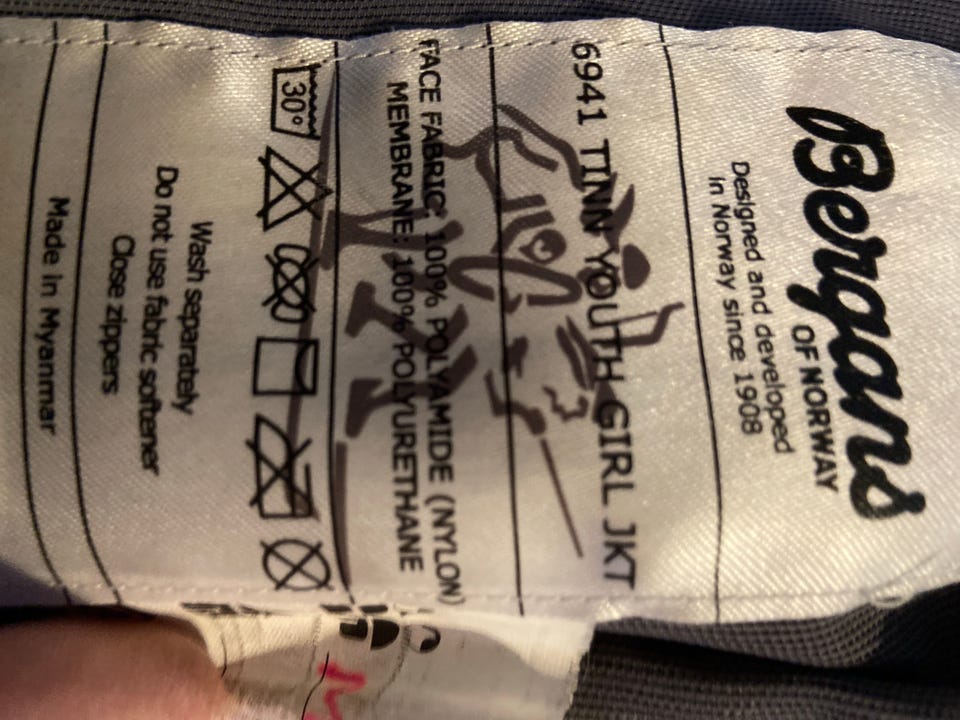 Bergans
OF NORWAY
Designed and developed
in Norway since 1908
6941 TINN YOUTH GIRL JKT
FACE FABRIC: 100% POLYAMIDE (NYLON)
MEMBRANE: 100% POLYURETHANE
30°
Wash separately
Do not use fabric softener
Close zippers
Made in Myanmar